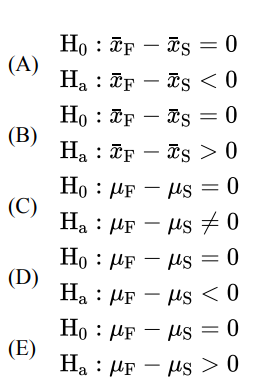 (A) H₀ : x̄F − x̄S = 0
Hₐ : x̄F − x̄S < 0
(B) H₀ : x̄F − x̄S = 0
Hₐ : x̄F − x̄S > 0
(C) H₀ : μF − μS = 0
Hₐ : μF − μS ≠ 0
(D) H₀ : μF − μS = 0
Hₐ : μF − μS < 0
(E) H₀ : μF − μS = 0
Hₐ : μF − μS > 0